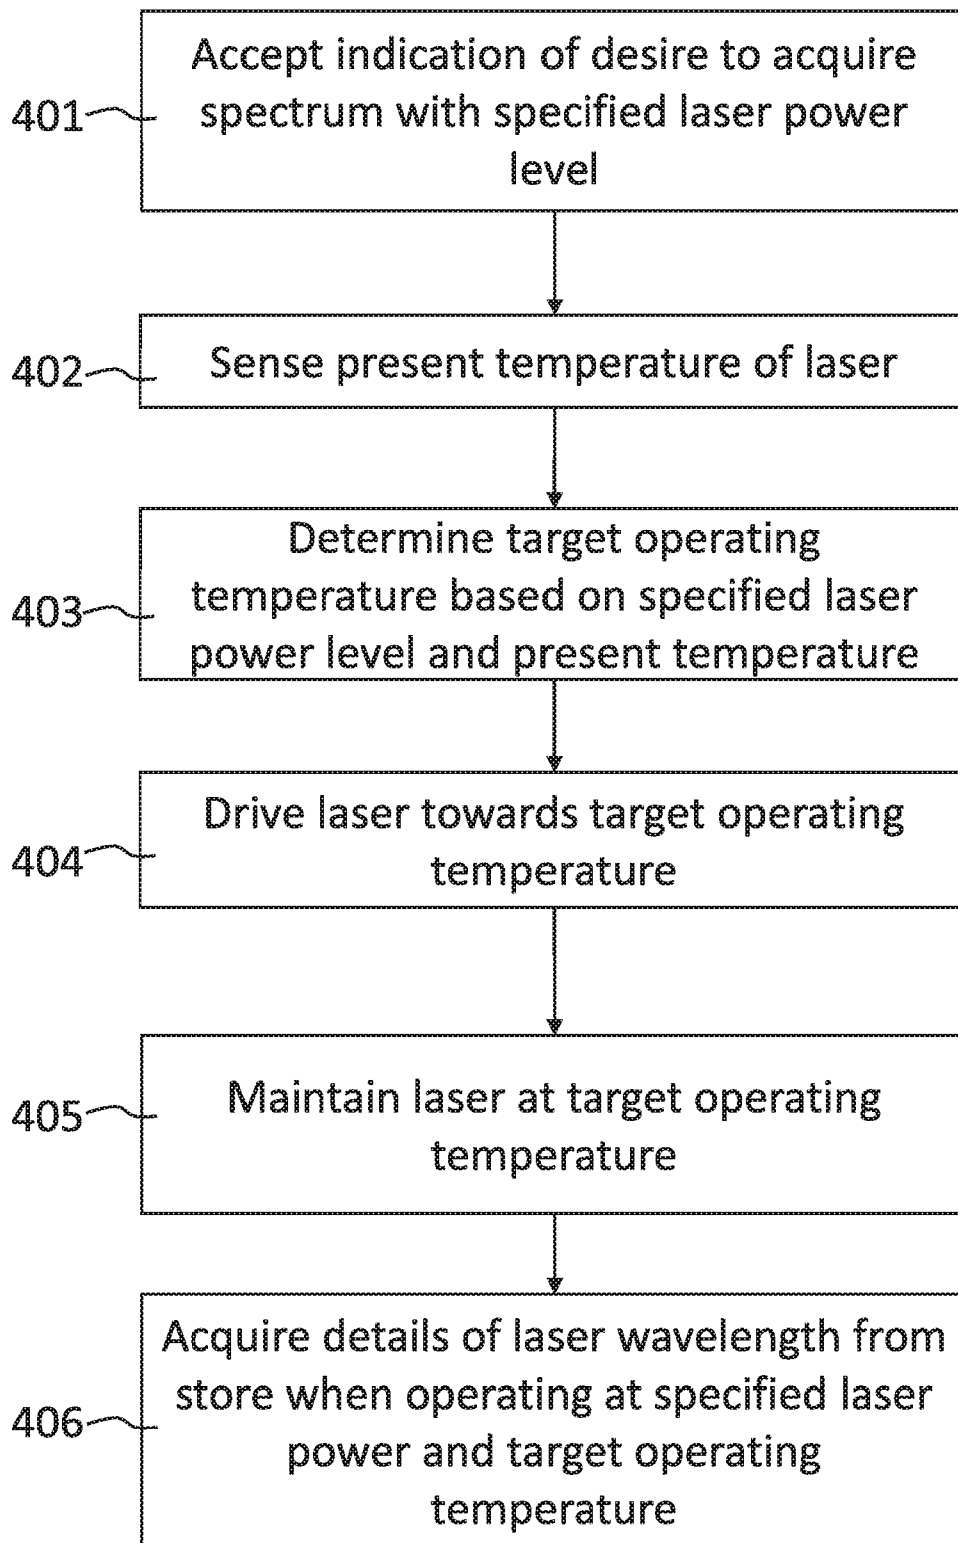 Accept indication of desire to acquire
401
spectrum with specified laser power
level
402
Sense present temperature of laser
Determine target operating
403
temperature based on specified laser
power level and present temperature
Drive laser towards target operating
404
temperature
405
Maintain laser at target operating
temperature
Acquire details of laser wavelength from
store when operating at specified laser
406
power and target operating
temperature